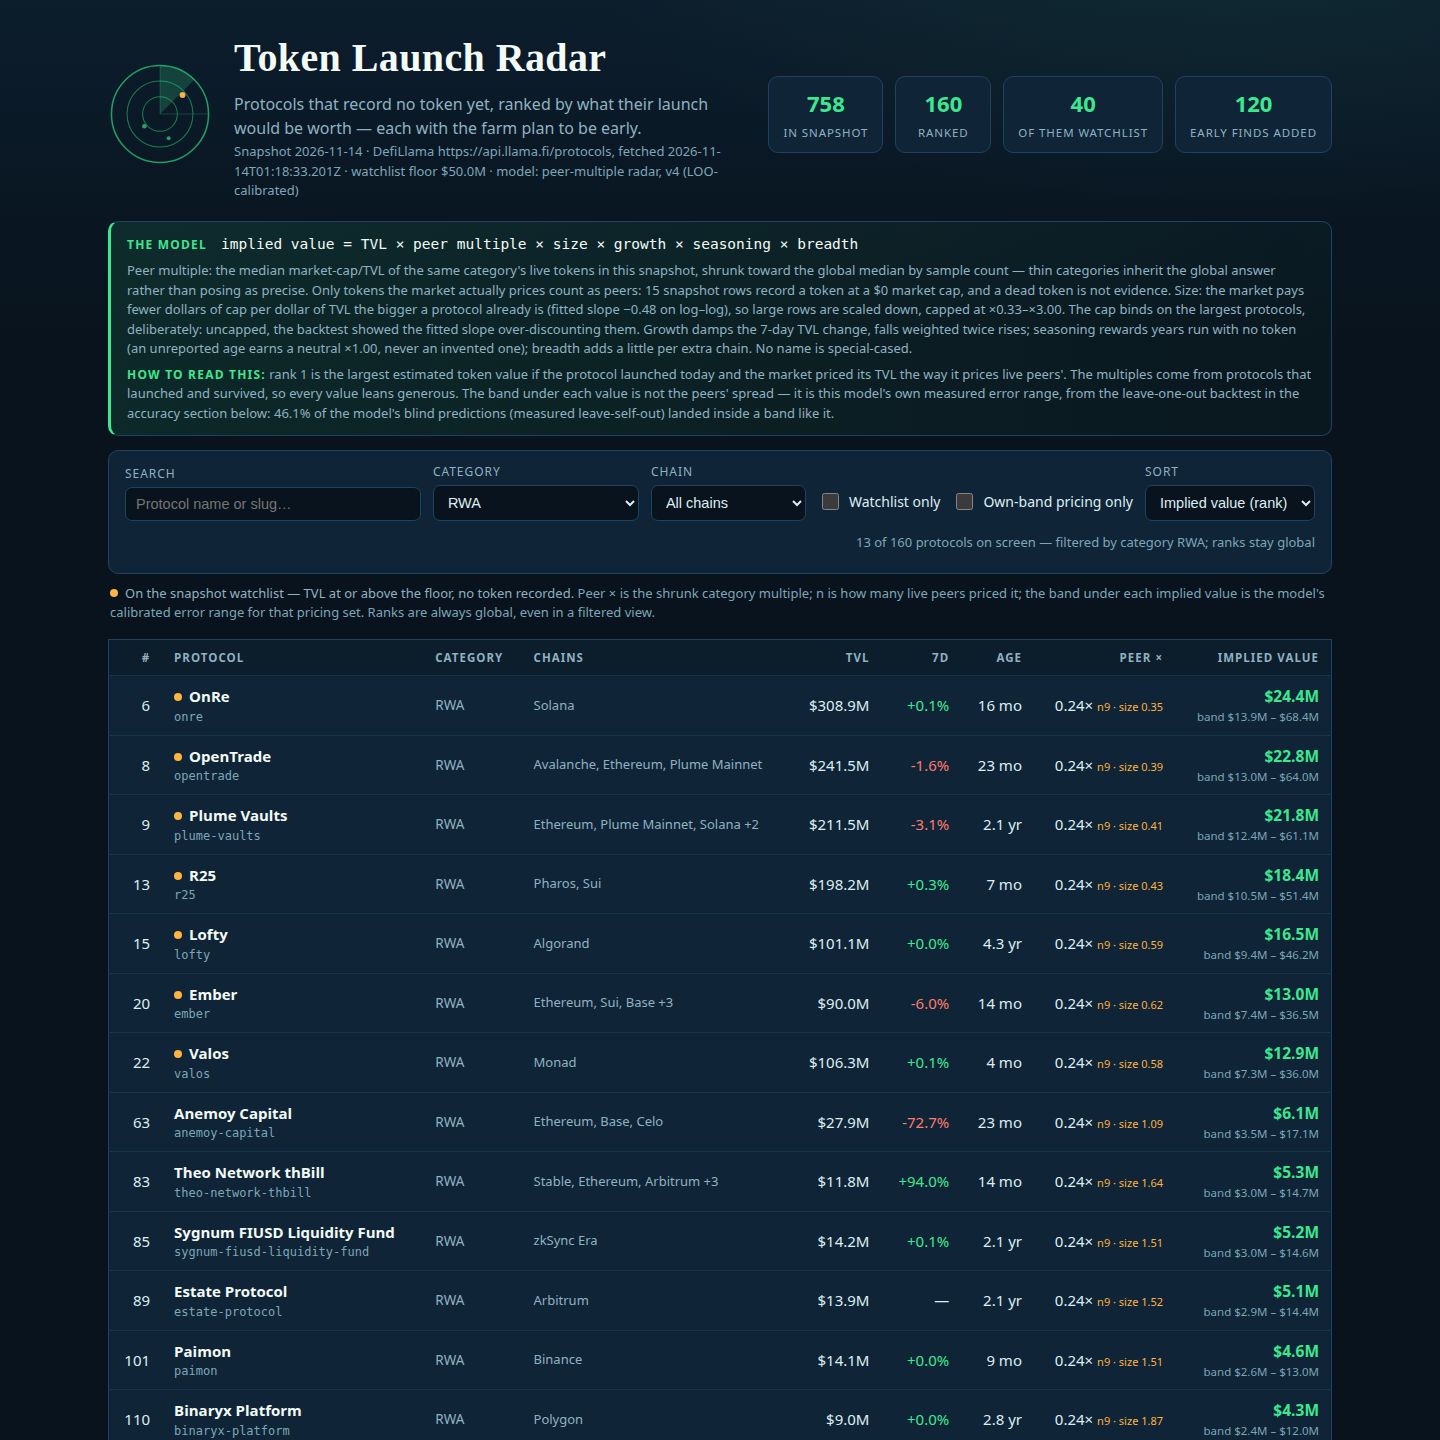 Token Launch Radar
Protocols that record no token yet, ranked by what their launch
would be worth — each with the farm plan to be early.
Snapshot 2026-11-14 · DefiLlama https://api.llama.fi/protocols, fetched 2026-11-
14T01:18:33.201Z · watchlist floor $50.0M · model: peer-multiple radar, v4 (LOO-
calibrated)
758
IN SNAPSHOT
160
RANKED
40
OF THEM WATCHLIST
120
EARLY FINDS ADDED
THE MODEL implied value = TVL × peer multiple × size × growth × seasoning × breadth
Peer multiple: the median market-cap/TVL of the same category's live tokens in this snapshot, shrunk toward the global median by sample count — thin categories inherit the global answer
rather than posing as precise. Only tokens the market actually prices count as peers: 15 snapshot rows record a token at a $0 market cap, and a dead token is not evidence. Size: the market pays
fewer dollars of cap per dollar of TVL the bigger a protocol already is (fitted slope −0.48 on log–log), so large rows are scaled down, capped at ×0.33–×3.00. The cap binds on the largest protocols,
deliberately: uncapped, the backtest showed the fitted slope over-discounting them. Growth damps the 7-day TVL change, falls weighted twice rises; seasoning rewards years run with no token
(an unreported age earns a neutral ×1.00, never an invented one); breadth adds a little per extra chain. No name is special-cased.
HOW TO READ THIS: rank 1 is the largest estimated token value if the protocol launched today and the market priced its TVL the way it prices live peers'. The multiples come from protocols that
launched and survived, so every value leans generous. The band under each value is not the peers' spread — it is this model's own measured error range, from the leave-one-out backtest in the
accuracy section below: 46.1% of the model's blind predictions (measured leave-self-out) landed inside a band like it.
SEARCH
Protocol name or slug…
CATEGORY
RWA
CHAIN
All chains
Watchlist only
Own-band pricing only
SORT
Implied value (rank)
13 of 160 protocols on screen — filtered by category RWA; ranks stay global
On the snapshot watchlist — TVL at or above the floor, no token recorded. Peer × is the shrunk category multiple; n is how many live peers priced it; the band under each implied value is the model's
calibrated error range for that pricing set. Ranks are always global, even in a filtered view.
# PROTOCOL CATEGORY CHAINS TVL 7D AGE PEER × IMPLIED VALUE
6 OnRe RWA Solana $308.9M +0.1% 16 mo 0.24× n9 · size 0.35 $24.4M
onre band $13.9M – $68.4M
8 OpenTrade RWA Avalanche, Ethereum, Plume Mainnet $241.5M -1.6% 23 mo 0.24× n9 · size 0.39 $22.8M
opentrade band $13.0M – $64.0M
9 Plume Vaults RWA Ethereum, Plume Mainnet, Solana +2 $211.5M -3.1% 2.1 yr 0.24× n9 · size 0.41 $21.8M
plume-vaults band $12.4M – $61.1M
13 R25 RWA Pharos, Sui $198.2M +0.3% 7 mo 0.24× n9 · size 0.43 $18.4M
r25 band $10.5M – $51.4M
15 Lofty RWA Algorand $101.1M +0.0% 4.3 yr 0.24× n9 · size 0.59 $16.5M
lofty band $9.4M – $46.2M
20 Ember RWA Ethereum, Sui, Base +3 $90.0M -6.0% 14 mo 0.24× n9 · size 0.62 $13.0M
ember band $7.4M – $36.5M
22 Valos RWA Monad $106.3M +0.1% 4 mo 0.24× n9 · size 0.58 $12.9M
valos band $7.3M – $36.0M
63 Anemoy Capital RWA Ethereum, Base, Celo $27.9M -72.7% 23 mo 0.24× n9 · size 1.09 $6.1M
anemoy-capital band $3.5M – $17.1M
83 Theo Network thBill RWA Stable, Ethereum, Arbitrum +3 $11.8M +94.0% 14 mo 0.24× n9 · size 1.64 $5.3M
theo-network-thbill band $3.0M – $14.7M
85 Sygnum FIUSD Liquidity Fund RWA zkSync Era $14.2M +0.1% 2.1 yr 0.24× n9 · size 1.51 $5.2M
sygnum-fiusd-liquidity-fund band $3.0M – $14.6M
89 Estate Protocol RWA Arbitrum $13.9M — 2.1 yr 0.24× n9 · size 1.52 $5.1M
estate-protocol band $2.9M – $14.4M
101 Paimon RWA Binance $14.1M +0.0% 9 mo 0.24× n9 · size 1.51 $4.6M
paimon band $2.6M – $13.0M
110 Binaryx Platform RWA Polygon $9.0M +0.0% 2.8 yr 0.24× n9 · size 1.87 $4.3M
binaryx-platform band $2.4M – $12.0M